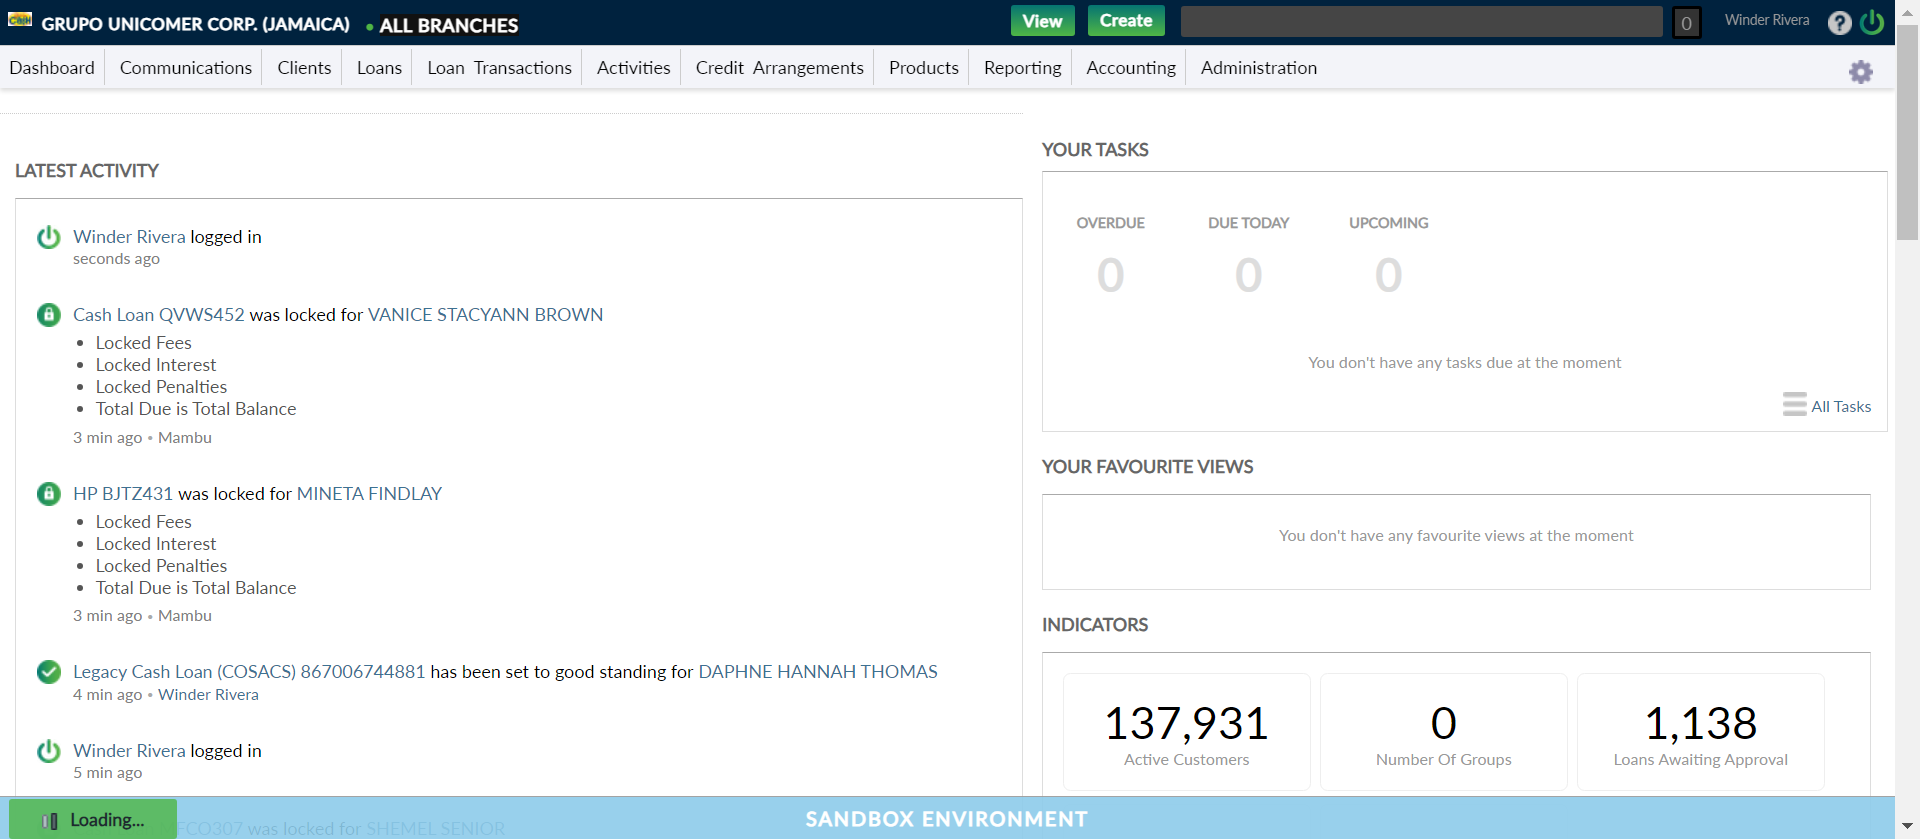 GRUPO UNICOMER CORP. (JAMAICA) • ALL BRANCHES
View Create 0 Winder Rivera ?
Dashboard Communications Clients Loans Loan Transactions Activities Credit Arrangements Products Reporting Accounting Administration
LATEST ACTIVITY
Winder Rivera logged in
seconds ago
Cash Loan QVWS452 was locked for VANICE STACYANN BROWN
• Locked Fees
• Locked Interest
• Locked Penalties
• Total Due is Total Balance
3 min ago • Mambu
HP BJTZ431 was locked for MINETA FINDLAY
• Locked Fees
• Locked Interest
• Locked Penalties
• Total Due is Total Balance
3 min ago • Mambu
Legacy Cash Loan (COSACS) 867006744881 has been set to good standing for DAPHNE HANNAH THOMAS
4 min ago • Winder Rivera
Winder Rivera logged in
5 min ago
was locked for SHEMEL SENIOR
YOUR TASKS
OVERDUE DUE TODAY UPCOMING
0 0 0
You don't have any tasks due at the moment
All Tasks
YOUR FAVOURITE VIEWS
You don't have any favourite views at the moment
INDICATORS
137,931 0 1,138
Active Customers Number Of Groups Loans Awaiting Approval
Loading...
SANDBOX ENVIRONMENT